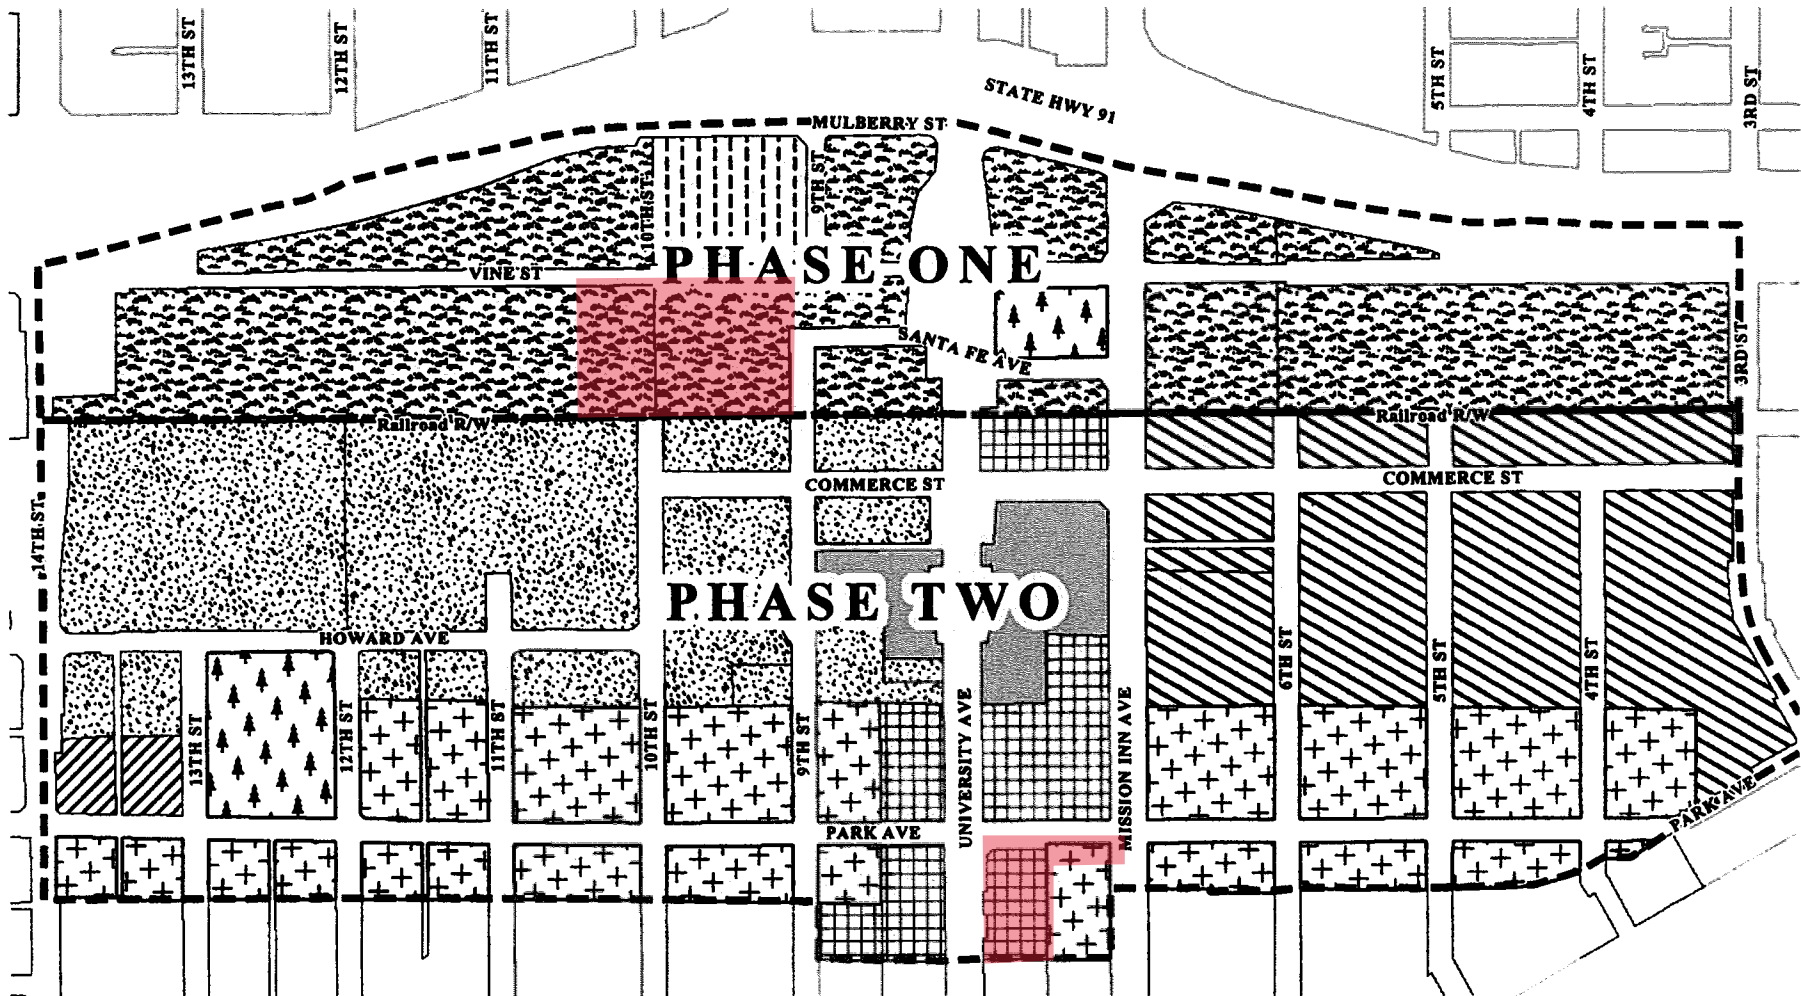 13TH ST
12TH ST
11TH ST
5TH ST
4TH ST
3RD ST
STATE HWY 91
MULBERRY ST
10TH ST
9TH ST
PHASE ONE
VINE ST
SANTA FE AVE
3RD ST
Railroad R/W
Railroad R/W
COMMERCE ST
COMMERCE ST
14TH ST
PHASE TWO
HOWARD AVE
6TH ST
5TH ST
4TH ST
13TH ST
12TH ST
11TH ST
10TH ST
9TH ST
UNIVERSITY AVE
MISSION INN AVE
PARK AVE
PARK AVE